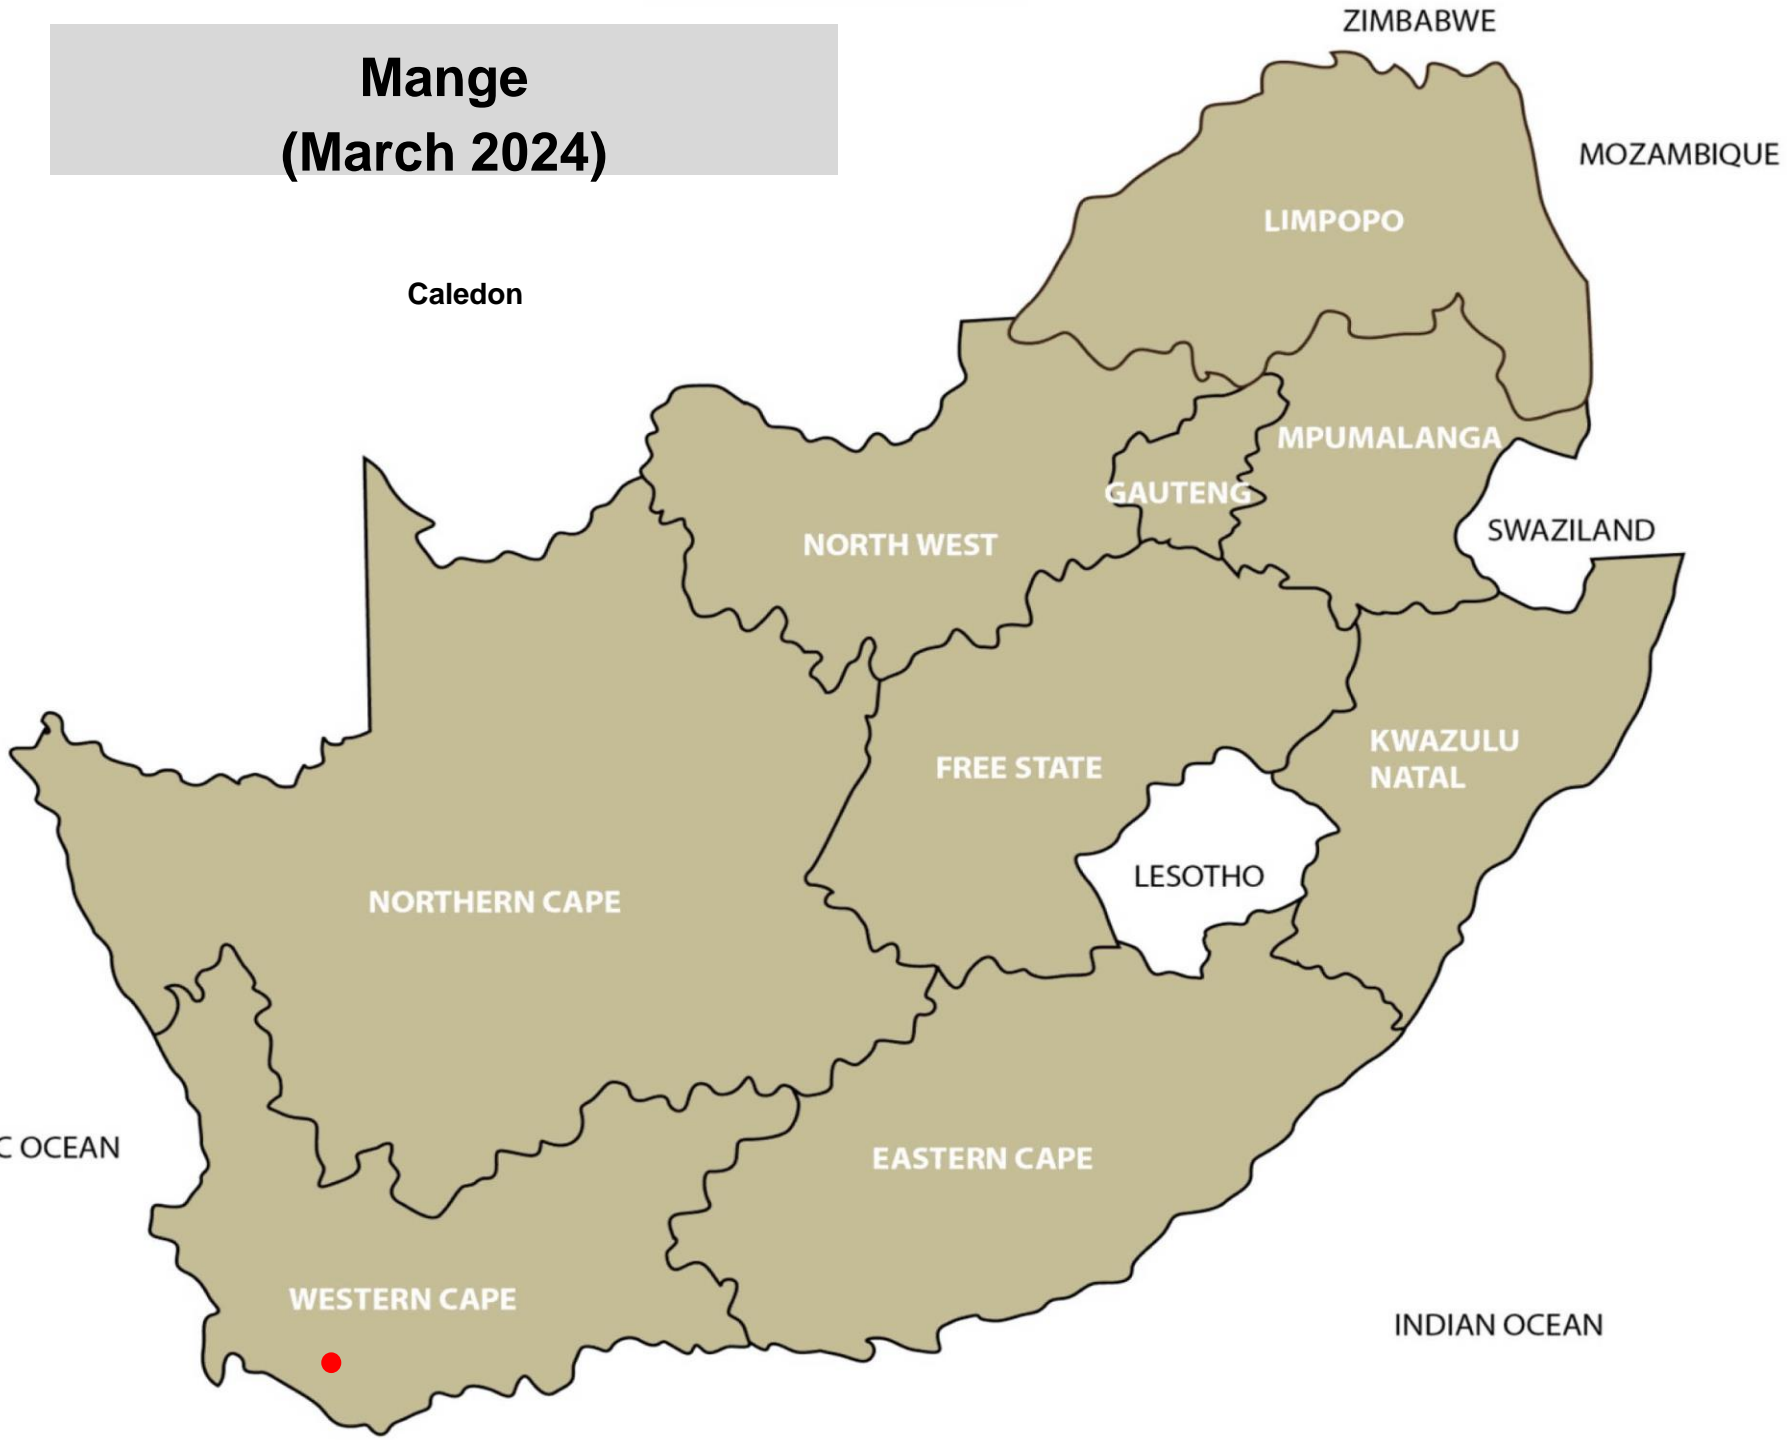 ZIMBABWE
Mange
(March 2024)
MOZAMBIQUE
LIMPOPO
Caledon
MPUMALANGA
GAUTENG
SWAZILAND
NORTH WEST
KWAZULU
NATAL
FREE STATE
LESOTHO
NORTHERN CAPE
C OCEAN
EASTERN CAPE
WESTERN CAPE
INDIAN OCEAN